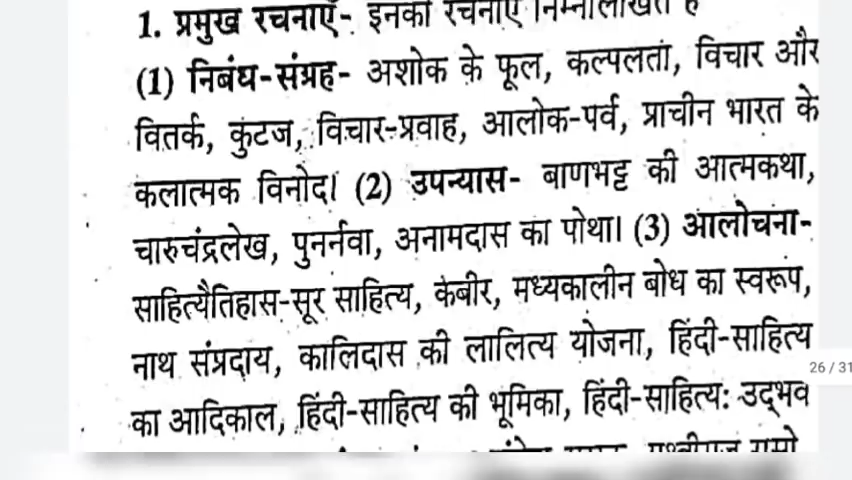 1. प्रमुख रचनाएँ- इनकी रचनाएँ निम्नलिखित हैं
(1) निबंध-संग्रह- अशोक के फूल, कल्पलता, विचार और
वितर्क, कुटज, विचार-प्रवाह, आलोक-पर्व, प्राचीन भारत के
कलात्मक विनोद। (2) उपन्यास- बाणभट्ट की आत्मकथा,
चारुचंद्रलेख, पुनर्नवा, अनामदास का पोथा। (3) आलोचना-
साहित्यैतिहास-सूर साहित्य, कबीर, मध्यकालीन बोध का स्वरूप,
नाथ संप्रदाय, कालिदास की लालित्य योजना, हिंदी-साहित्य
26 / 31
का आदिकाल, हिंदी-साहित्य की भूमिका, हिंदी-साहित्य: उद्भव